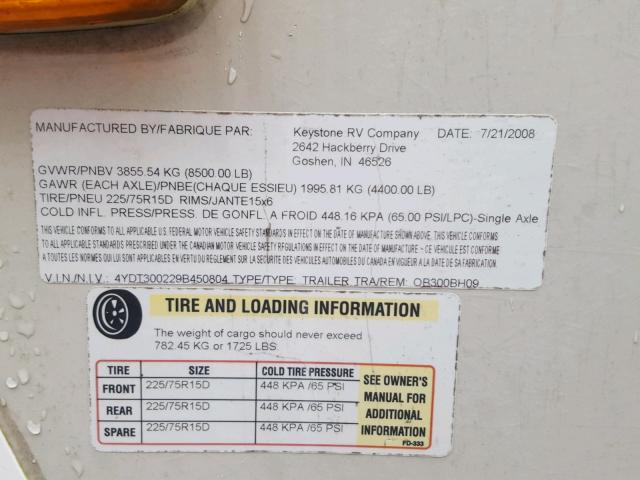 MANUFACTURED BY/FABRIQUE PAR: Keystone RV Company DATE: 7/21/2008
2642 Hackberry Drive
Goshen, IN 46526
GVWR/PNBV 3855.54 KG (8500.00 LB)
GAWR (EACH AXLE)/PNBE(CHAQUE ESSIEU) 1995.81 KG (4400.00 LB)
TIRE/PNEU 225/75R15D RIMS/JANTE15x6
COLD INFL. PRESS/PRESS. DE GONFL. A FROID 448.16 KPA (65.00 PSI/LPC)-Single Axle
THIS VEHICLE CONFORMS TO ALL APPLICABLE U.S. FEDERAL MOTOR VEHICLE SAFETY STANDARDS IN EFFECT ON THE DATE OF MANUFACTURE SHOWN ABOVE. THIS VEHICLE CONFORMS TO
ALL APPLICABLE STANDARDS PRESCRIBED UNDER THE CANADIAN MOTOR VEHICLE SAFETY REGULATIONS IN EFFECT ON THE DATE OF MANUFACTURE - CE VEHICULE EST CONFORME
A TOUTES LES NORMES QUI LUI SONT APPLICABLES EN VERTU DU REGLEMENT SUR LA SECURITE DES VEHICULES AUTOMOBILES DU CANADA EN VIGUEUR A LA DATE DE SA FABRICATION.
V.I.N./N.I.V.: 4YDT300229B450804 TYPE/TYPE: TRAILER TRA/REM: OB300BH09
TIRE AND LOADING INFORMATION
The weight of cargo should never exceed
782.45 KG or 1725 LBS:
TIRE SIZE COLD TIRE PRESSURE
FRONT 225/75R15D 448 KPA /65 PSI
REAR 225/75R15D 448 KPA /65 PSI
SPARE 225/75R15D 448 KPA /65 PSI
SEE OWNER'S
MANUAL FOR
ADDITIONAL
INFORMATION
FD-333